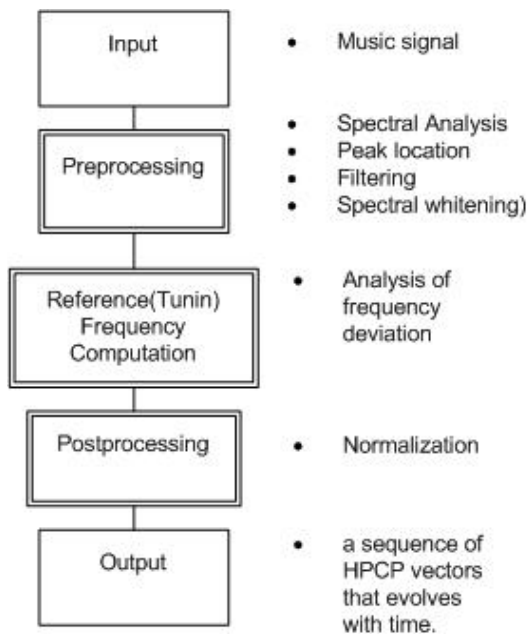 Input
• Music signal
Preprocessing
• Spectral Analysis
• Peak location
• Filtering
• Spectral whitening)
Reference(Tunin)
Frequency
Computation
• Analysis of
frequency
deviation
Postprocessing
• Normalization
Output
• a sequence of
HPCP vectors
that evolves
with time.